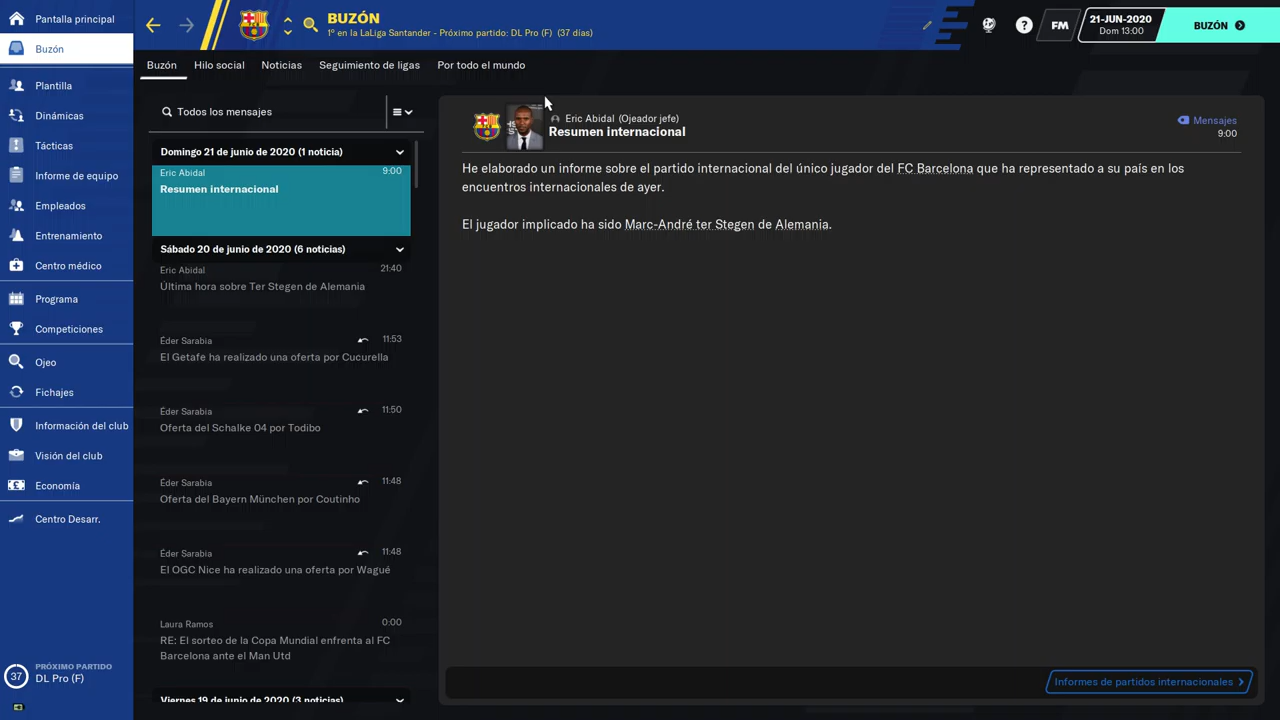 Pantalla principal
Buzón
Plantilla
Dinámicas
Tácticas
Informe de equipo
Empleados
Entrenamiento
Centro médico
Programa
Competiciones
Ojeo
Fichajes
Información del club
Visión del club
Economía
Centro Desarr.
37
PRÓXIMO PARTIDO
DL Pro (F)
BUZÓN
1º en la LaLiga Santander - Próximo partido: DL Pro (F) (37 días)
?
FM
21-JUN-2020
Dom 13:00
BUZÓN
Buzón
Hilo social
Noticias
Seguimiento de ligas
Por todo el mundo
Todos los mensajes
Domingo 21 de junio de 2020 (1 noticia)
Eric Abidal 9:00
Resumen internacional
Sábado 20 de junio de 2020 (6 noticias)
Eric Abidal 21:40
Última hora sobre Ter Stegen de Alemania
Éder Sarabia 11:53
El Getafe ha realizado una oferta por Cucurella
Éder Sarabia 11:50
Oferta del Schalke 04 por Todibo
Éder Sarabia 11:48
Oferta del Bayern München por Coutinho
Éder Sarabia 11:48
El OGC Nice ha realizado una oferta por Wagué
Laura Ramos 0:00
RE: El sorteo de la Copa Mundial enfrenta al FC
Barcelona ante el Man Utd
Viernes 19 de junio de 2020 (3 noticias)
Eric Abidal (Ojeador jefe)
Resumen internacional
Mensajes
9:00
He elaborado un informe sobre el partido internacional del único jugador del FC Barcelona que ha representado a su país en los
encuentros internacionales de ayer.
El jugador implicado ha sido Marc-André ter Stegen de Alemania.
Informes de partidos internacionales